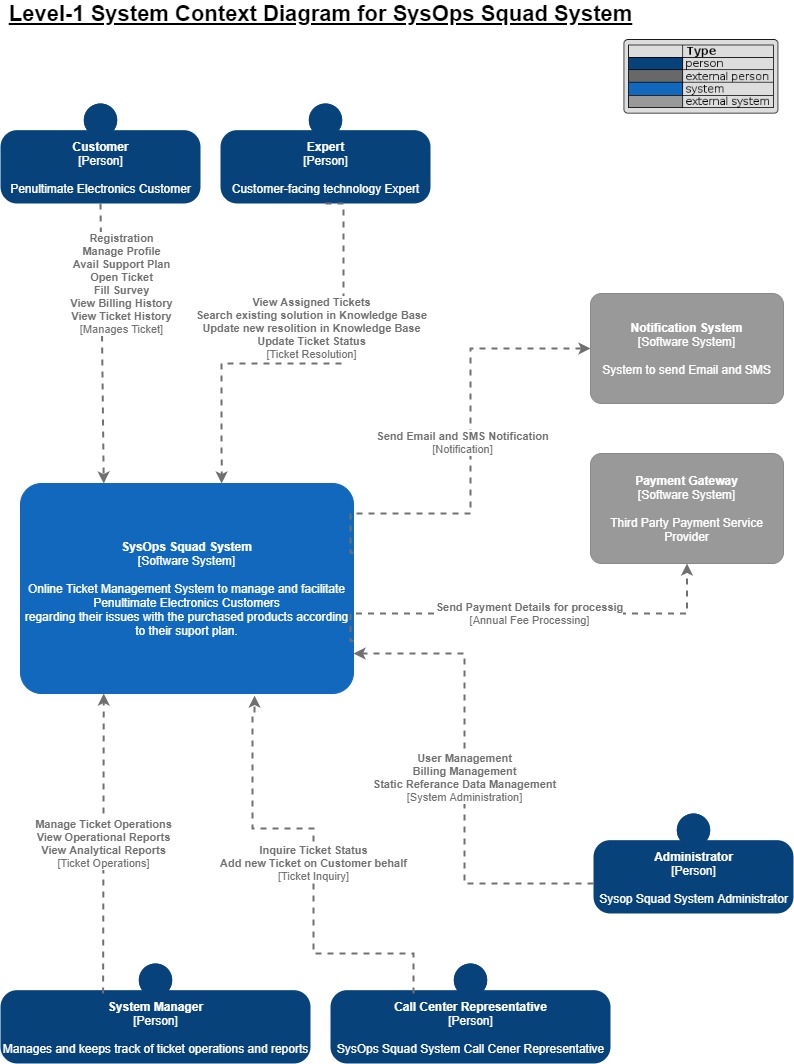 Level-1 System Context Diagram for SysOps Squad System
Type
person
external person
system
external system
Customer
[Person]
Penultimate Electronics Customer
Expert
[Person]
Customer-facing technology Expert
Registration
Manage Profile
Avail Support Plan
Open Ticket
Fill Survey
View Billing History
View Ticket History
[Manages Ticket]
View Assigned Tickets
Search existing solution in Knowledge Base
Update new resolition in Knowledge Base
Update Ticket Status
[Ticket Resolution]
Notification System
[Software System]
System to send Email and SMS
Send Email and SMS Notification
[Notification]
Payment Gateway
[Software System]
Third Party Payment Service
Provider
SysOps Squad System
[Software System]
Online Ticket Management System to manage and facilitate
Penultimate Electronics Customers
regarding their issues with the purchased products according
to their suport plan.
Send Payment Details for processig
[Annual Fee Processing]
User Management
Billing Management
Static Referance Data Management
[System Administration]
Manage Ticket Operations
View Operational Reports
View Analytical Reports
[Ticket Operations]
Inquire Ticket Status
Add new Ticket on Customer behalf
[Ticket Inquiry]
Administrator
[Person]
Sysop Squad System Administrator
System Manager
[Person]
Manages and keeps track of ticket operations and reports
Call Center Representative
[Person]
SysOps Squad System Call Cener Representative